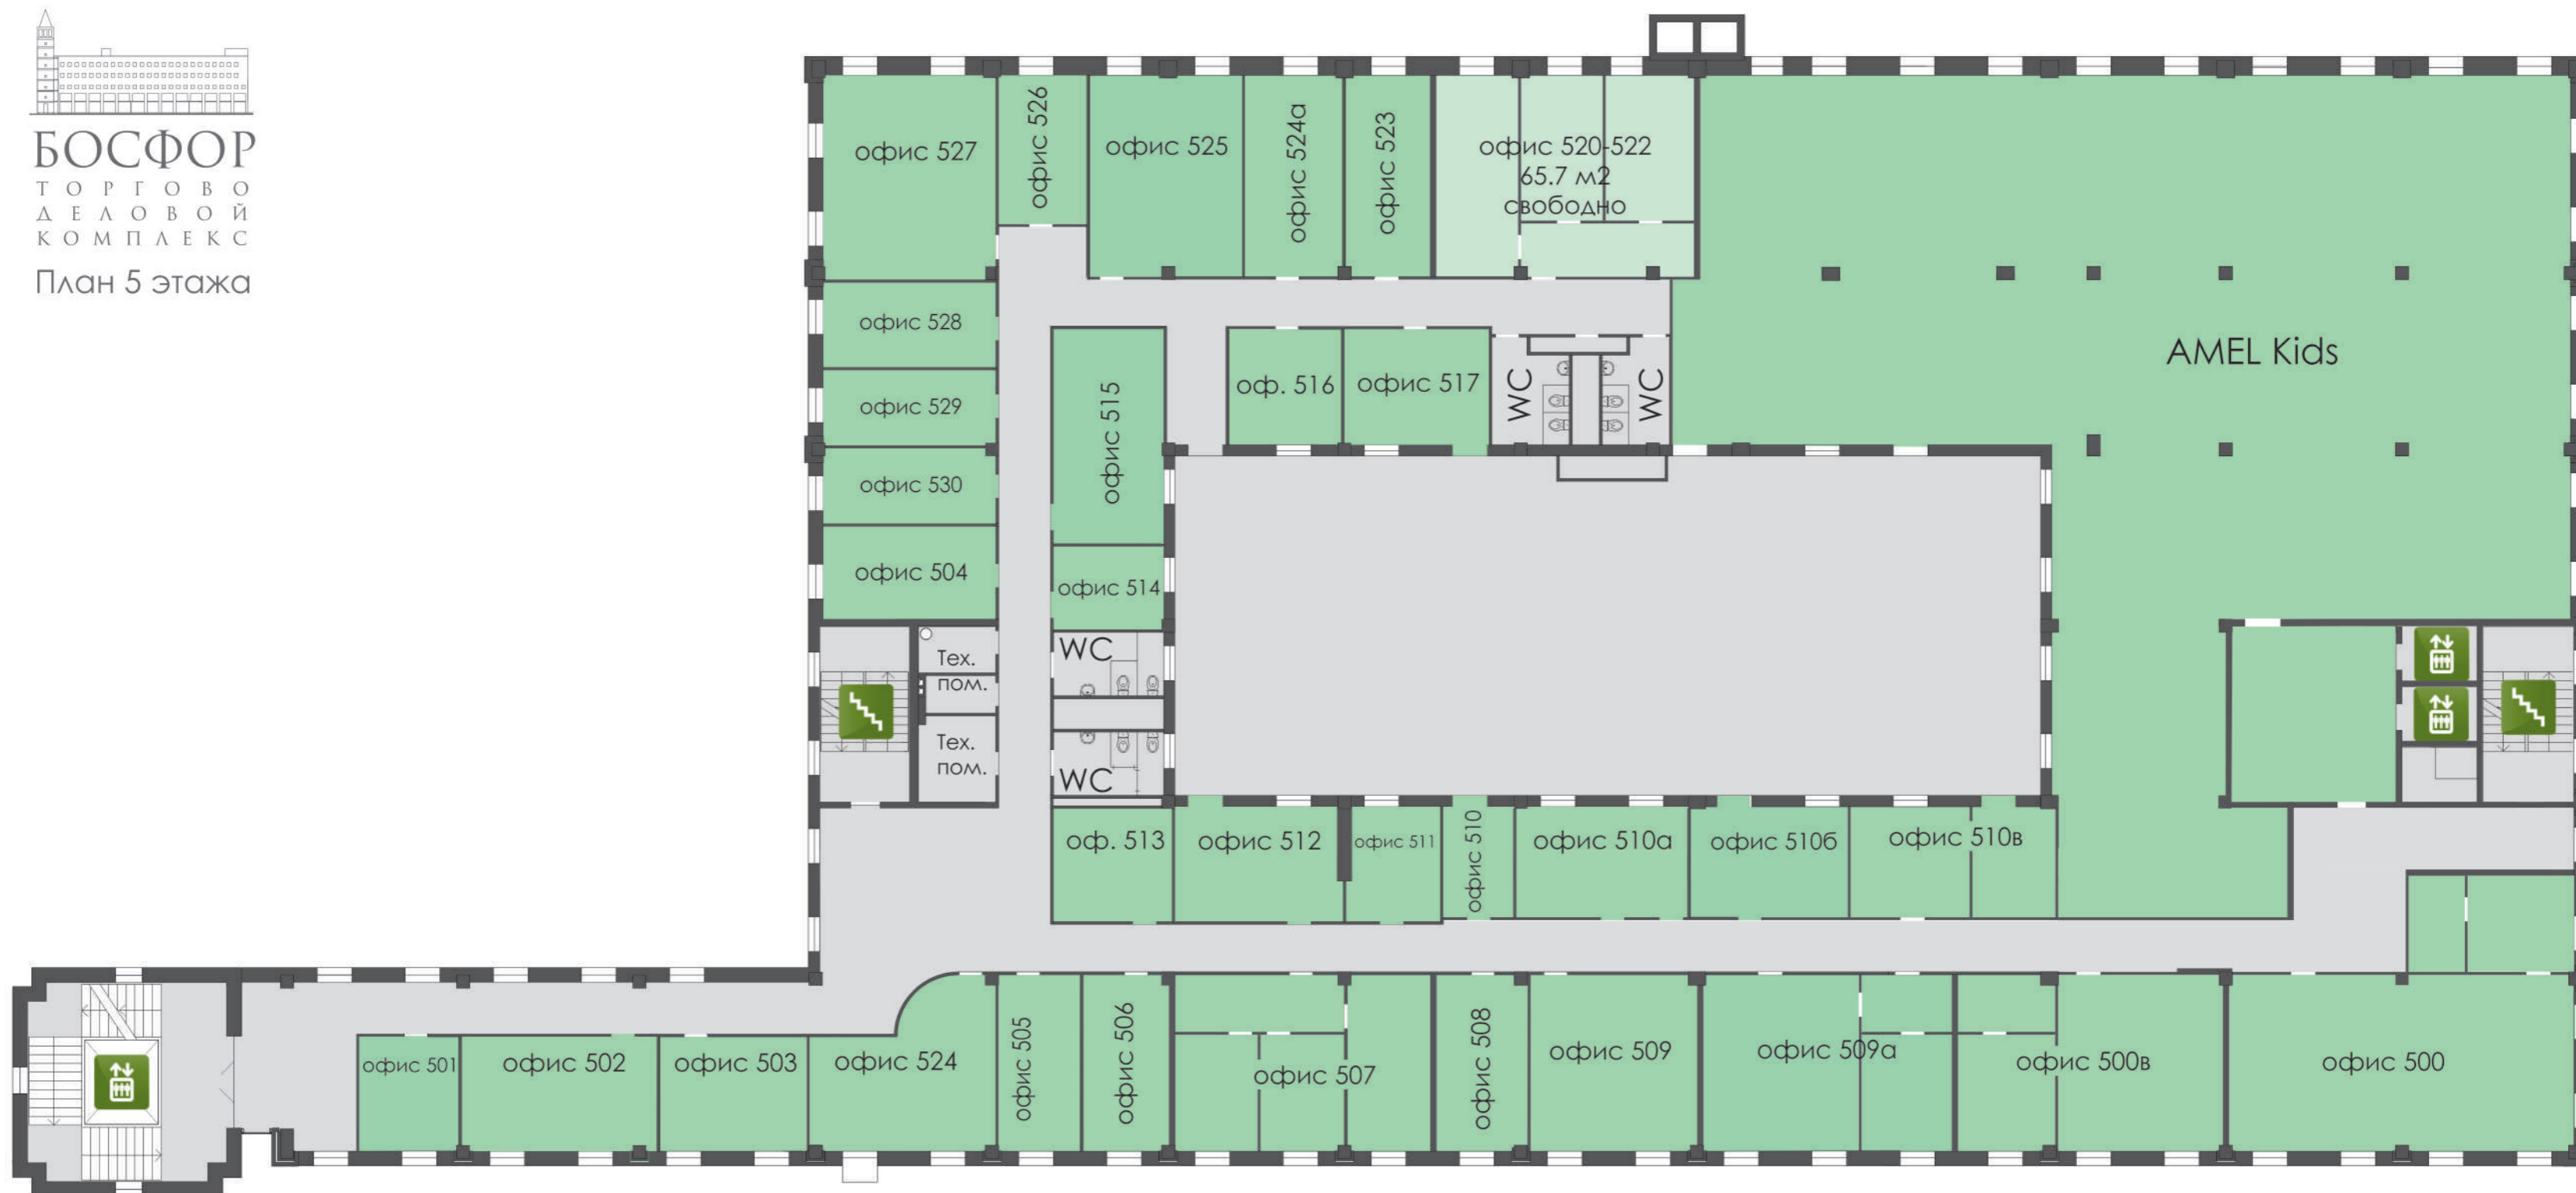 БОСФОР
ТОРГОВО
ДЕЛОВОЙ
КОМПЛЕКС
План 5 этажа
офис 527
офис 526
офис 525
офис 524а
офис 523
офис 520-522
65.7 м2
свободно
AMEL Kids
офис 528
офис 529
офис 530
офис 504
офис 515
оф. 516
офис 517
WC
WC
офис 514
Тех.
пом.
Тех.
пом.
WC
WC
оф. 513
офис 512
офис 511
офис 510
офис 510а
офис 510б
офис 510в
офис 501
офис 502
офис 503
офис 524
офис 505
офис 506
офис 507
офис 508
офис 509
офис 509а
офис 500в
офис 500